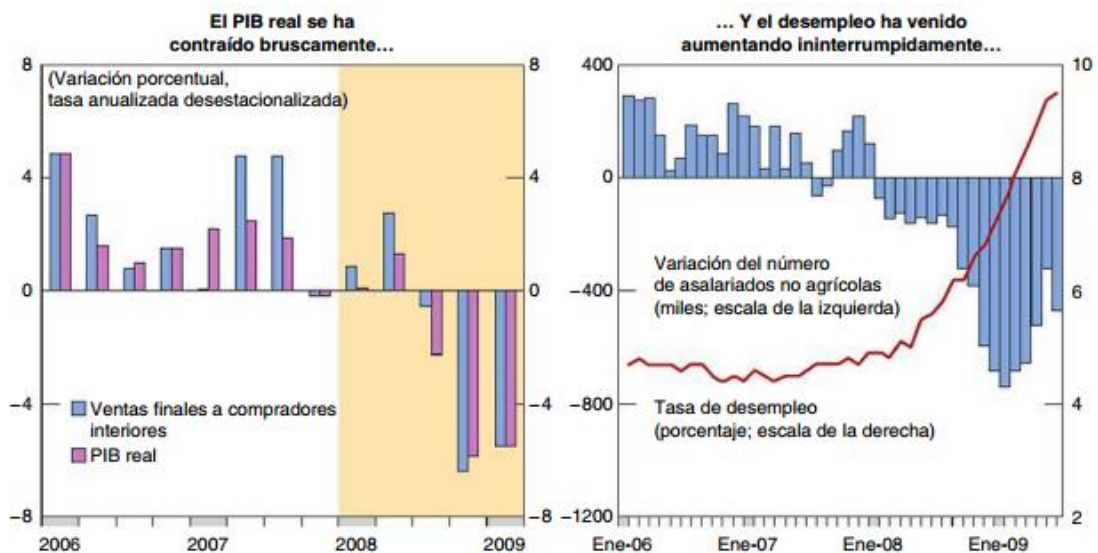 El PIB real se ha
contraído bruscamente…
8
8
(Variación porcentual,
tasa anualizada desestacionalizada)
4
4
0
0
−4
−4
Ventas finales a compradores
interiores
PIB real
−8
−8
2006
2007
2008
2009
… Y el desempleo ha venido
aumentando ininterrumpidamente…
400
10
0
8
Variación del número
de asalariados no agrícolas
(miles; escala de la izquierda)
−400
6
−800
4
Tasa de desempleo
(porcentaje; escala de la derecha)
−1200
2
Ene-06
Ene-07
Ene-08
Ene-09